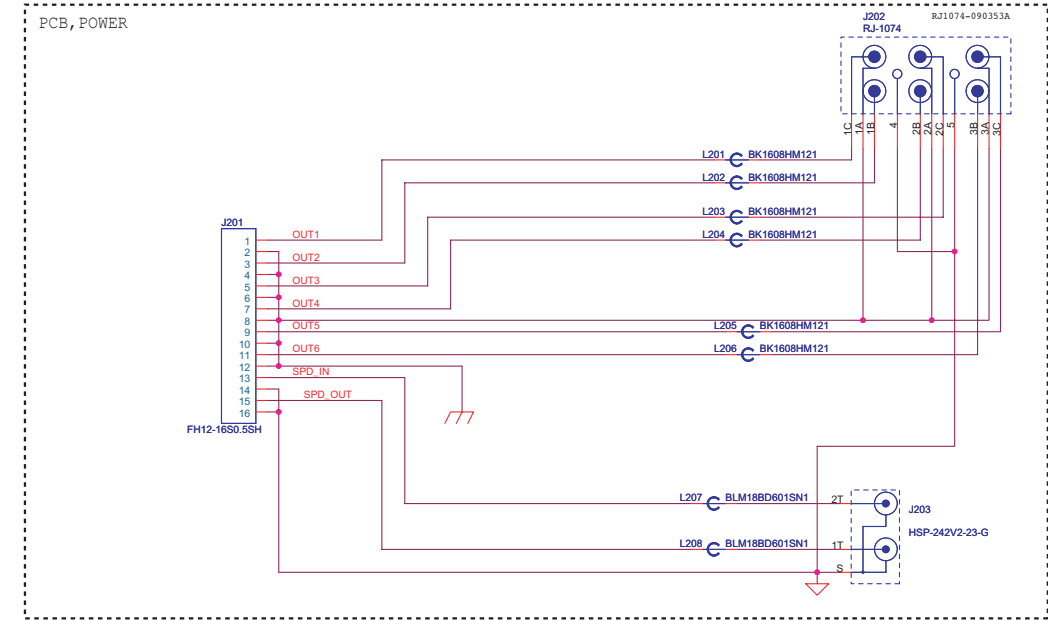 PCB,POWER
J202
RJ-1074
RJ1074-090353A
1C
1A
1B
4
2B
2A
2C
5
3B
3A
3C
L201 BK1608HM121
L202 BK1608HM121
L203 BK1608HM121
L204 BK1608HM121
L205 BK1608HM121
L206 BK1608HM121
J201
1 OUT1
2
3 OUT2
4
5 OUT3
6
7 OUT4
8
9 OUT5
10
11 OUT6
12
13 SPD_IN
14
15 SPD_OUT
16
FH12-16S0.5SH
L207 BLM18BD601SN1 2T
J203
HSP-242V2-23-G
L208 BLM18BD601SN1 1T
S